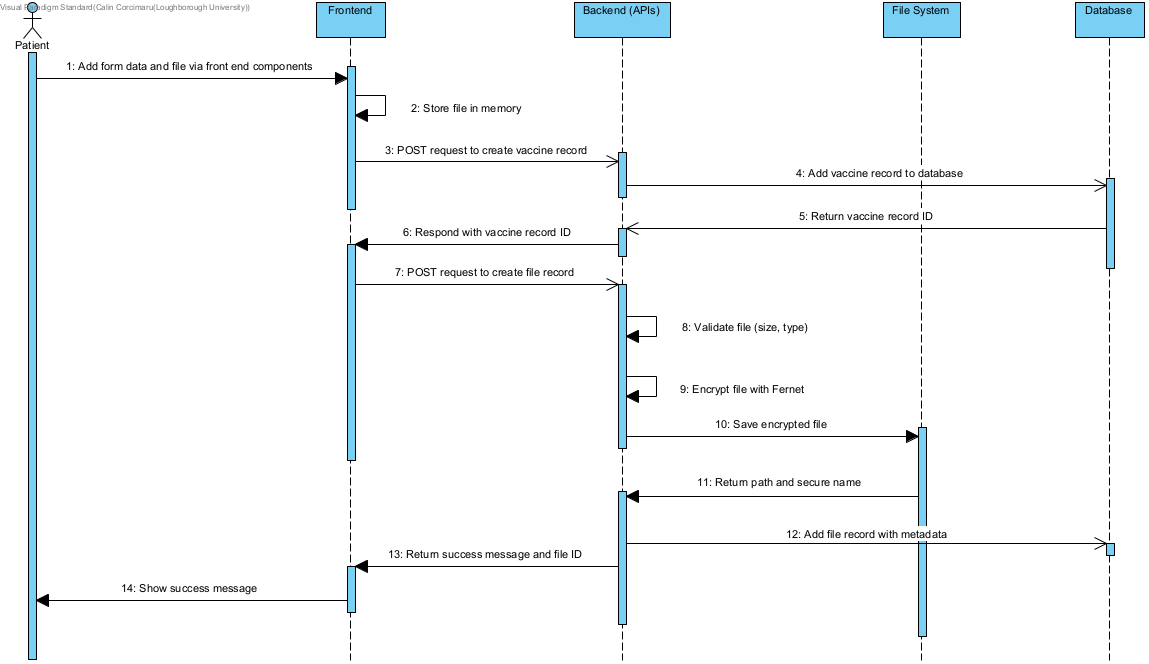 Visual Paradigm Standard(Calin Corcimaru(Loughborough University))
Frontend
Backend (APIs)
File System
Database
Patient
1: Add form data and file via front end components
2: Store file in memory
3: POST request to create vaccine record
4: Add vaccine record to database
5: Return vaccine record ID
6: Respond with vaccine record ID
7: POST request to create file record
8: Validate file (size, type)
9: Encrypt file with Fernet
10: Save encrypted file
11: Return path and secure name
12: Add file record with metadata
13: Return success message and file ID
14: Show success message